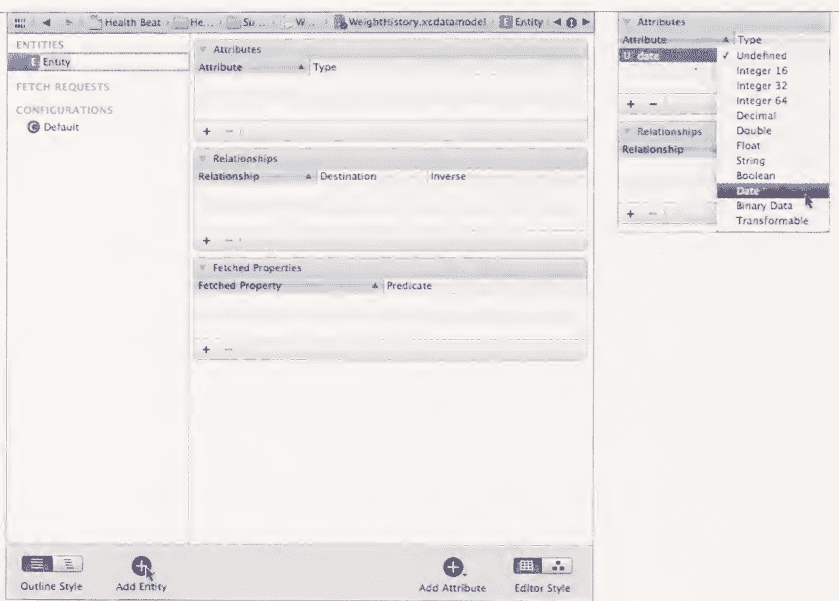 Health Beat He... Su... W... WeightHistory.xcdatamodel E Entity
ENTITIES
E Entity
FETCH REQUESTS
CONFIGURATIONS
C Default
Attributes
Attribute Type
+ −
Relationships
Relationship Destination Inverse
+ −
Fetched Properties
Fetched Property Predicate
+ −
Outline Style
Add Entity
Add Attribute
Editor Style
Attributes
Attribute Type
U date
✓ Undefined
Integer 16
Integer 32
Integer 64
Decimal
Double
Float
String
Boolean
Date
Binary Data
Transformable
+ −
Relationships
Relationship
+ −